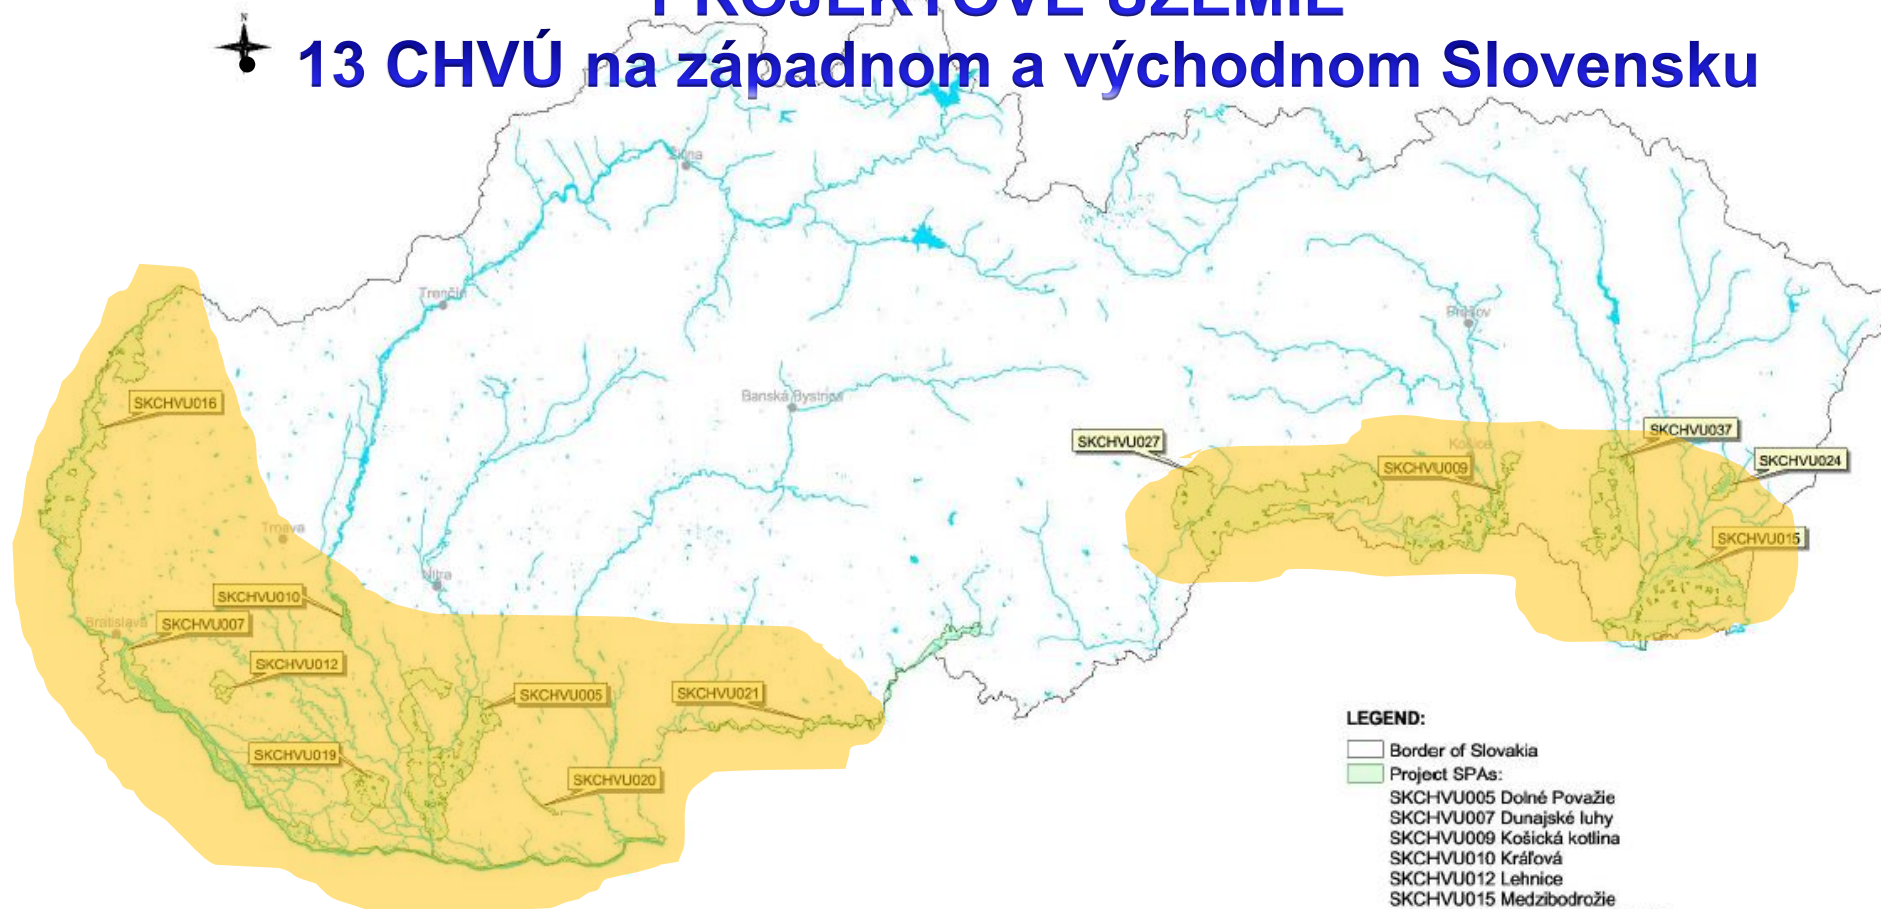 PROJEKTOVÉ ÚZEMIE
13 CHVÚ na západnom a východnom Slovensku
N
Žilina
Trenčín
Prešov
SKCHVU016
Banská Bystrica
SKCHVU027
Košice
SKCHVU037
SKCHVU009
SKCHVU024
Trnava
SKCHVU015
Nitra
SKCHVU010
Bratislava
SKCHVU007
SKCHVU012
SKCHVU005
SKCHVU021
SKCHVU019
SKCHVU020
LEGEND:
Border of Slovakia
Project SPAs:
SKCHVU005 Dolné Považie
SKCHVU007 Dunajské luhy
SKCHVU009 Košická kotlina
SKCHVU010 Kráľová
SKCHVU012 Lehnice
SKCHVU015 Medzibodrožie